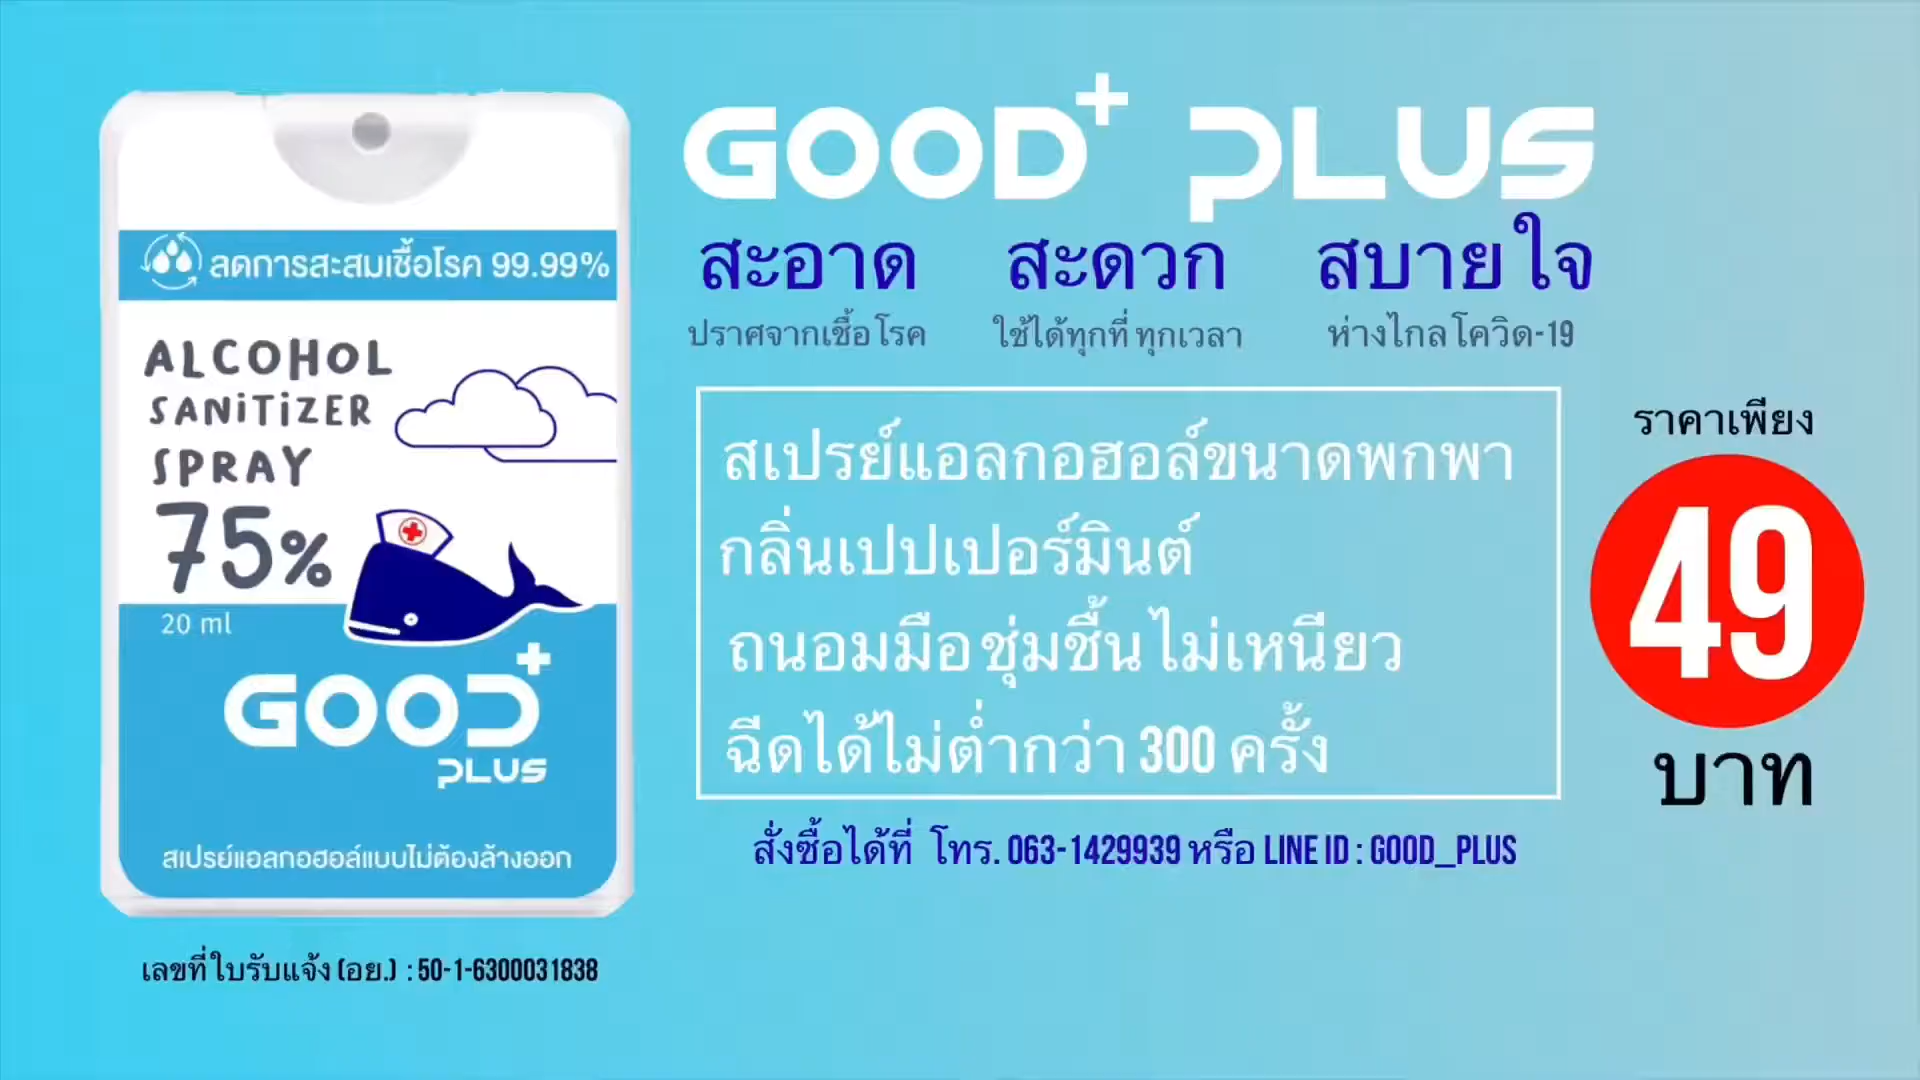 ลดการสะสมเชื้อโรค 99.99%
ALCOHOL
SANiTiZER
SPRAY
75%
20 ml
GOOD+
PLUS
สเปรย์แอลกอฮอล์แบบไม่ต้องล้างออก
เลขที่ใบรับแจ้ง (อย.) : 50-1-6300031838
GOOD+ PLUS
สะอาด สะดวก สบายใจ
ปราศจากเชื้อโรค ใช้ได้ทุกที่ ทุกเวลา ห่างไกลโควิด-19
สเปรย์แอลกอฮอล์ขนาดพกพา
กลิ่นเปปเปอร์มินต์
ถนอมมือ ชุ่มชื้น ไม่เหนียว
ฉีดได้ไม่ต่ำกว่า 300 ครั้ง
ราคาเพียง
49
บาท
สั่งซื้อได้ที่ โทร. 063-1429939 หรือ LINE ID : GOOD_PLUS